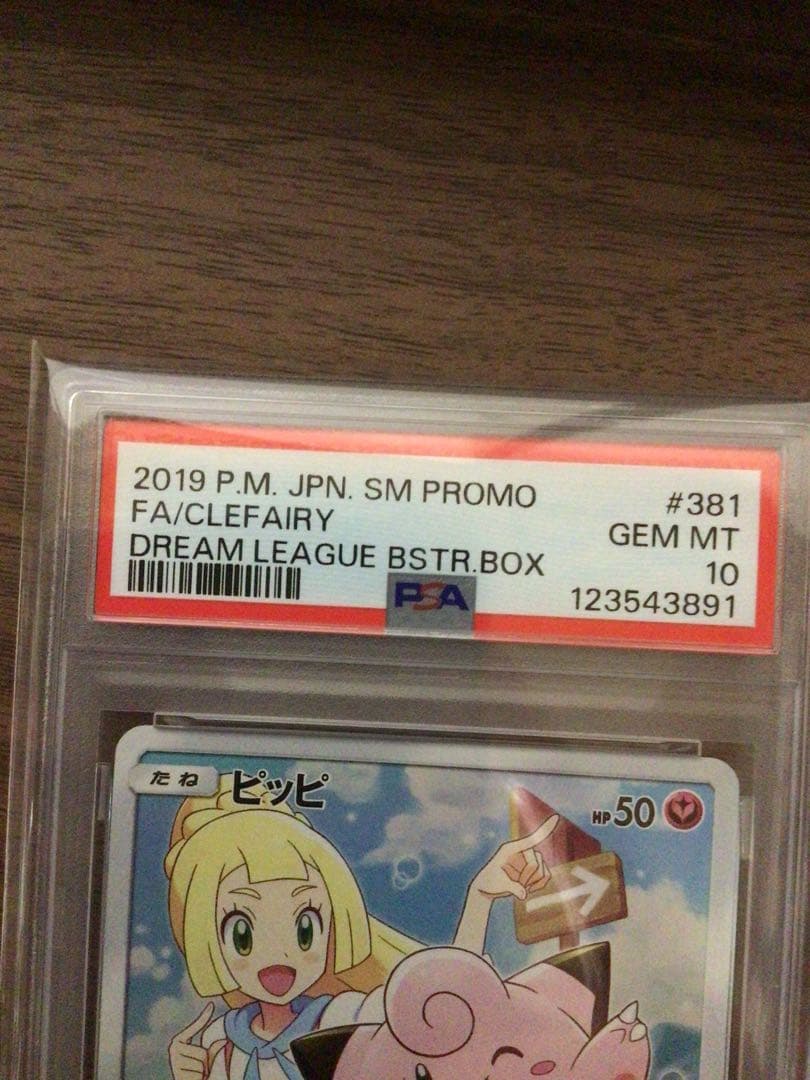 2019 P.M. JPN. SM PROMO #381
FA/CLEFAIRY GEM MT
DREAM LEAGUE BSTR.BOX 10
PSA 123543891
たね ピッピ HP50